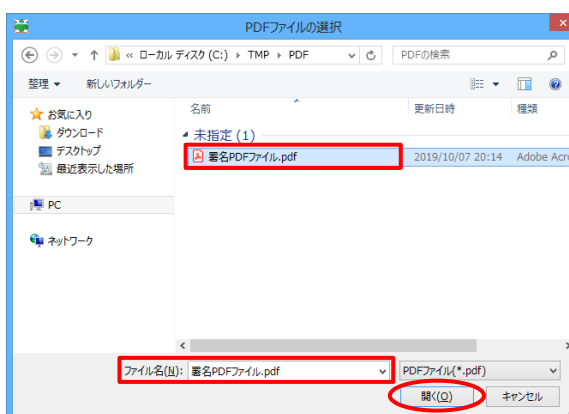 PDFファイルの選択
« ローカル ディスク (C:) ▸ TMP ▸ PDF
PDFの検索
整理 ▼ 新しいフォルダー
名前 更新日時 種類
お気に入り
ダウンロード
デスクトップ
最近表示した場所
PC
ネットワーク
未指定 (1)
署名PDFファイル.pdf 2019/10/07 20:14 Adobe Acro
ファイル名(N): 署名PDFファイル.pdf PDFファイル(*.pdf)
開く(O) キャンセル